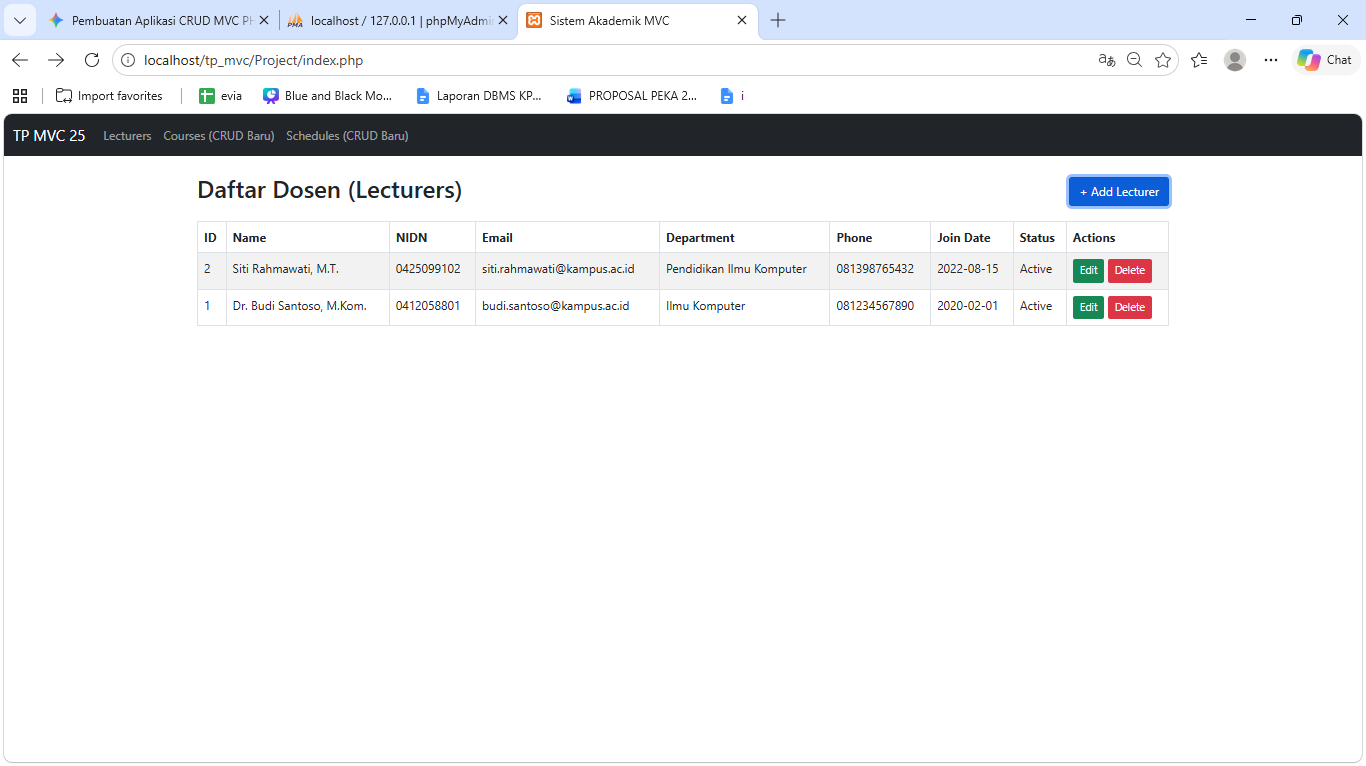 Pembuatan Aplikasi CRUD MVC PH
localhost / 127.0.0.1 | phpMyAdmi
Sistem Akademik MVC
localhost/tp_mvc/Project/index.php
Chat
Import favorites
evia
Blue and Black Mo...
Laporan DBMS KP...
PROPOSAL PEKA 2...
i
TP MVC 25 Lecturers Courses (CRUD Baru) Schedules (CRUD Baru)
Daftar Dosen (Lecturers)
+ Add Lecturer
ID Name NIDN Email Department Phone Join Date Status Actions
2 Siti Rahmawati, M.T. 0425099102 siti.rahmawati@kampus.ac.id Pendidikan Ilmu Komputer 081398765432 2022-08-15 Active Edit Delete
1 Dr. Budi Santoso, M.Kom. 0412058801 budi.santoso@kampus.ac.id Ilmu Komputer 081234567890 2020-02-01 Active Edit Delete